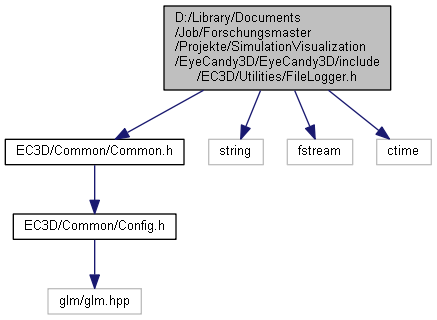 D:/Library/Documents
/Job/Forschungsmaster
/Projekte/SimulationVisualization
/EyeCandy3D/EyeCandy3D/include
/EC3D/Utilities/FileLogger.h
EC3D/Common/Common.h
string
fstream
ctime
EC3D/Common/Config.h
glm/glm.hpp